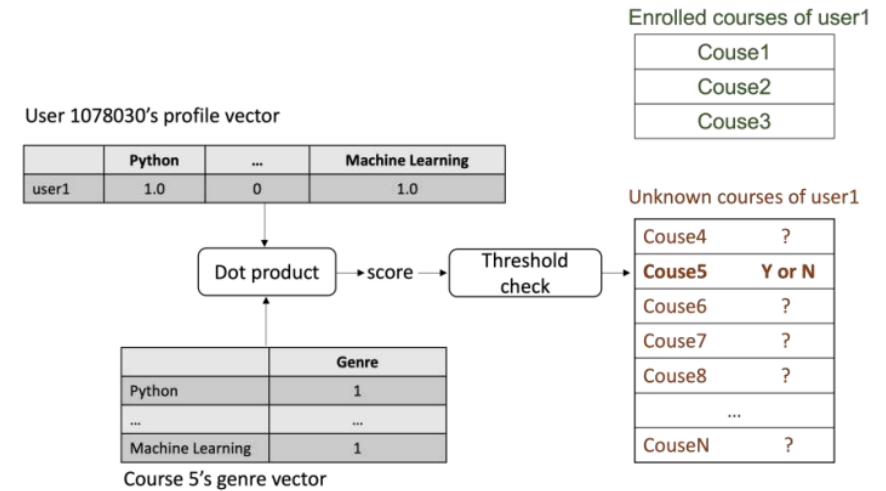 Enrolled courses of user1
Couse1
Couse2
Couse3
User 1078030's profile vector
Python ... Machine Learning
user1 1.0 0 1.0
Unknown courses of user1
Couse4 ?
Couse5 Y or N
Couse6 ?
Couse7 ?
Couse8 ?
...
CouseN ?
Dot product
score
Threshold
check
Genre
Python 1
... ...
Machine Learning 1
Course 5's genre vector